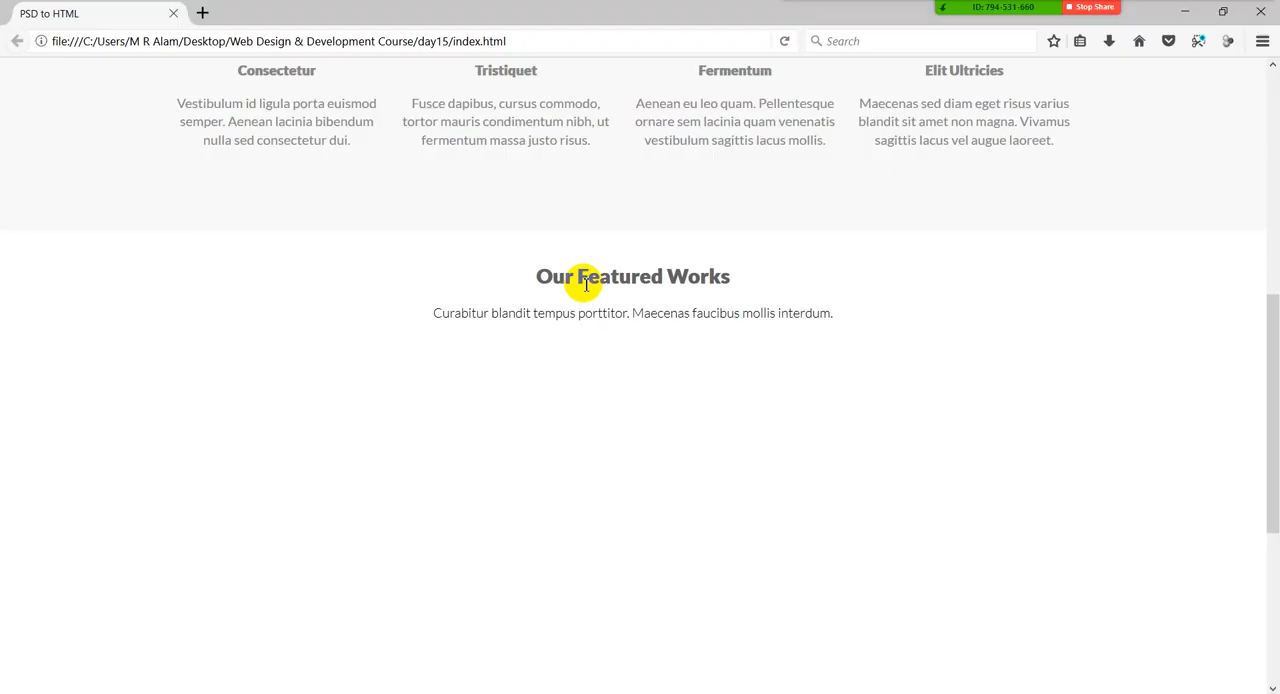 PSD to HTML
ID: 794-531-660
Stop Share
file:///C:/Users/M R Alam/Desktop/Web Design & Development Course/day15/index.html
Search
Consectetur
Tristiquet
Fermentum
Elit Ultricies
Vestibulum id ligula porta euismod
semper. Aenean lacinia bibendum
nulla sed consectetur dui.
Fusce dapibus, cursus commodo,
tortor mauris condimentum nibh, ut
fermentum massa justo risus.
Aenean eu leo quam. Pellentesque
ornare sem lacinia quam venenatis
vestibulum sagittis lacus mollis.
Maecenas sed diam eget risus varius
blandit sit amet non magna. Vivamus
sagittis lacus vel augue laoreet.
Our Featured Works
Curabitur blandit tempus porttitor. Maecenas faucibus mollis interdum.